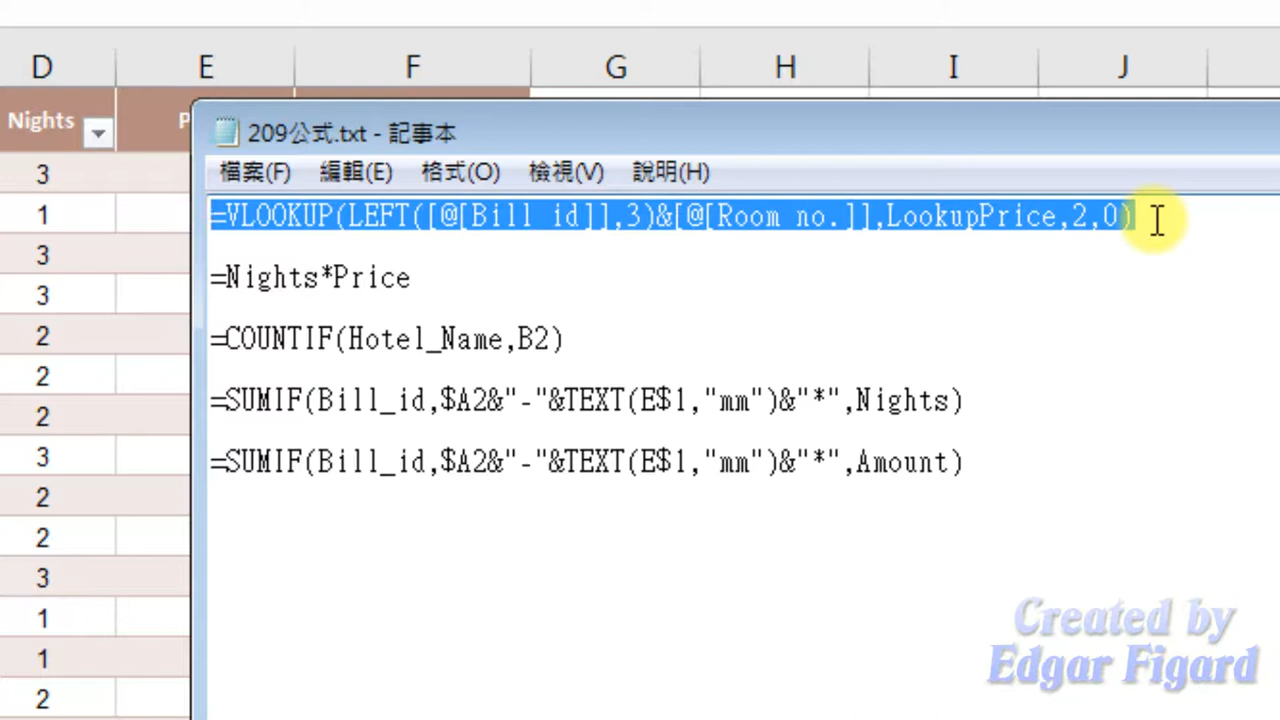 D E F G H I J
Nights P
209公式.txt - 記事本
檔案(F) 編輯(E) 格式(O) 檢視(V) 說明(H)
3
=VLOOKUP(LEFT([@[Bill id]],3)&[@[Room no.]],LookupPrice,2,0)
1
3
=Nights*Price
3
=COUNTIF(Hotel_Name,B2)
2
2
=SUMIF(Bill_id,$A2&"-"&TEXT(E$1,"mm")&"*",Nights)
2
=SUMIF(Bill_id,$A2&"-"&TEXT(E$1,"mm")&"*",Amount)
3
2
2
3
1
1
2
Created by
Edgar Figard